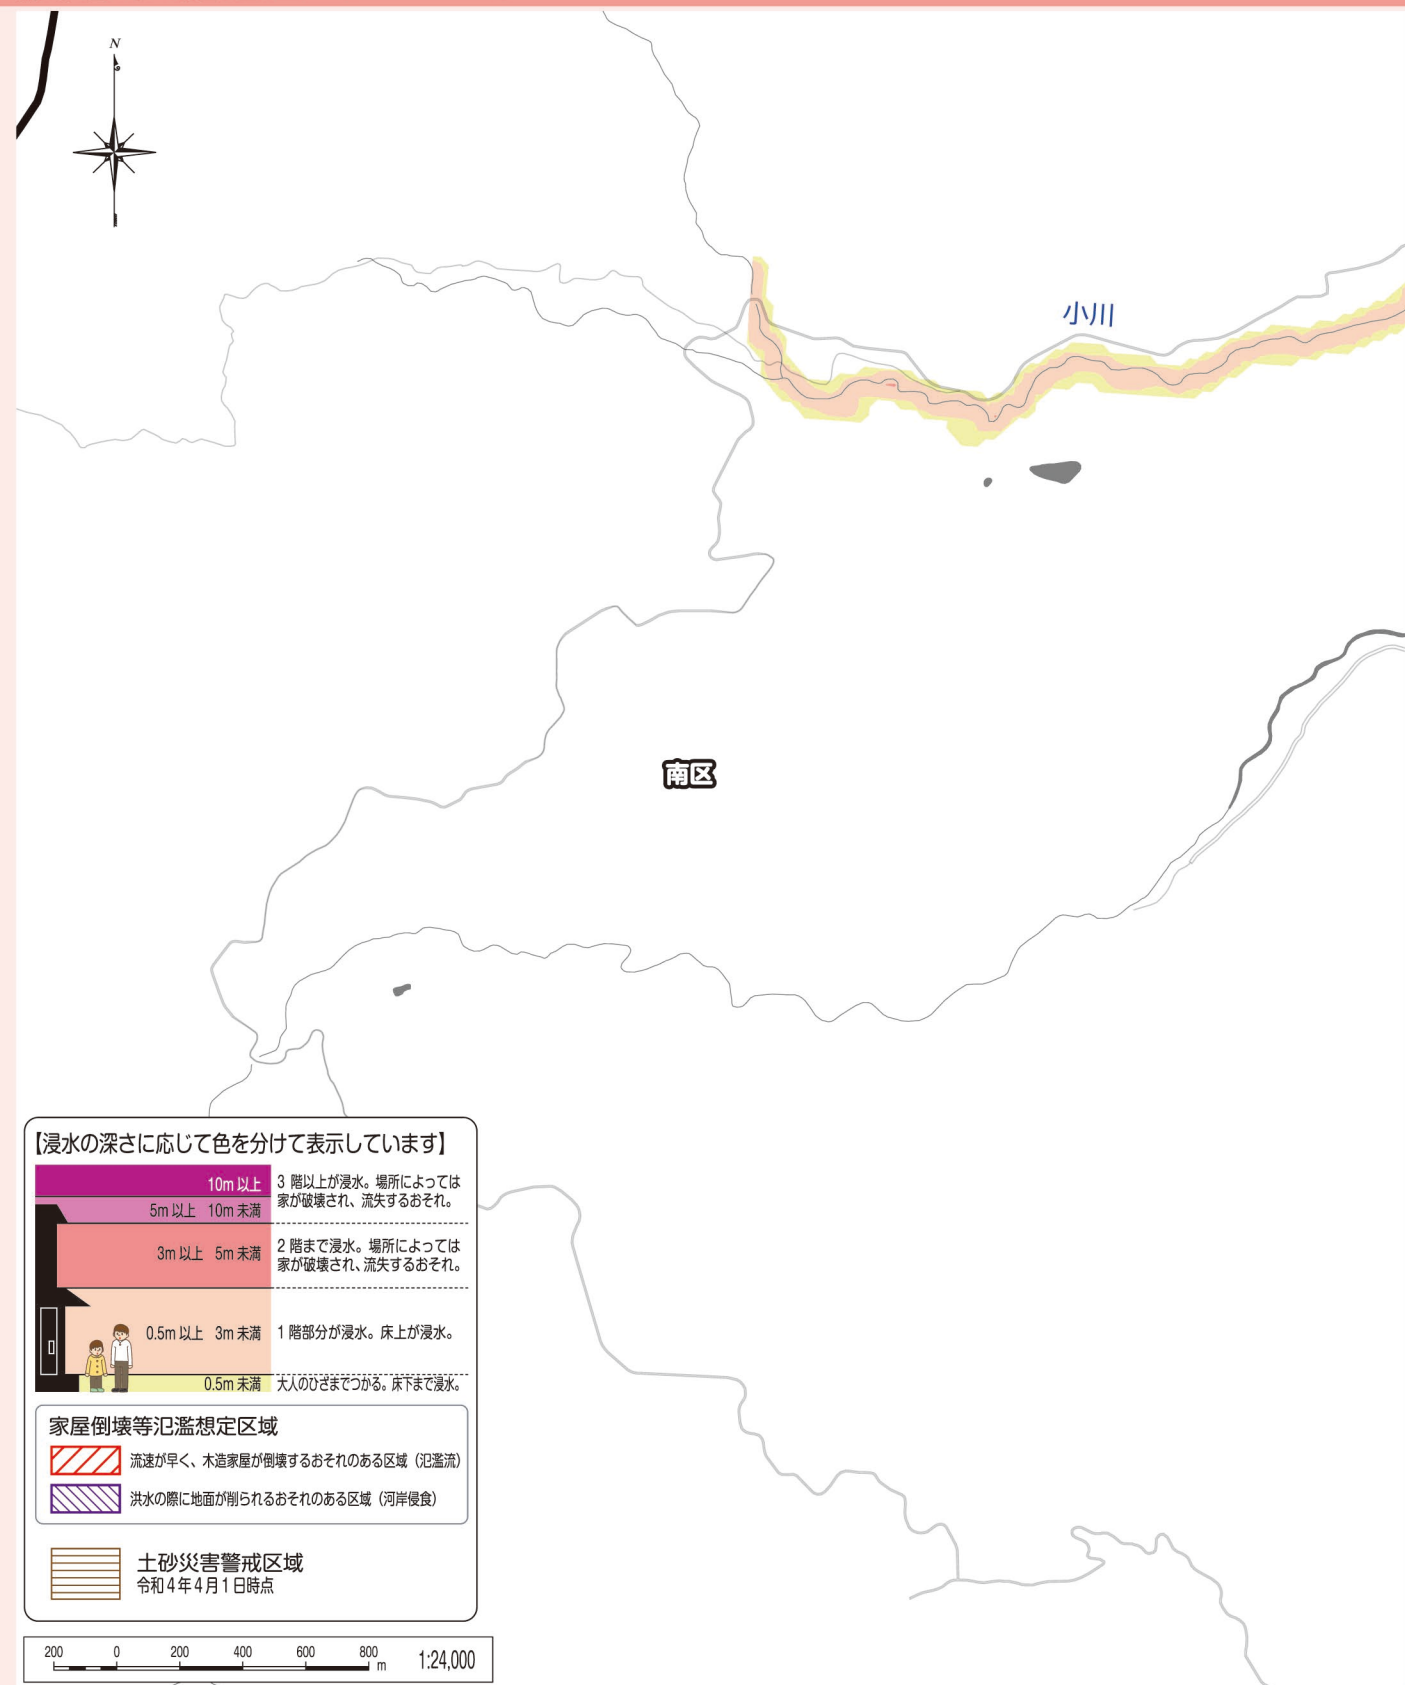 N
小川
南区
【浸水の深さに応じて色を分けて表示しています】
10m 以上
3 階以上が浸水。場所によっては
家が破壊され、流失するおそれ。
5m 以上 10m 未満
3m 以上 5m 未満
2 階まで浸水。場所によっては
家が破壊され、流失するおそれ。
0.5m 以上 3m 未満
1 階部分が浸水。床上が浸水。
0.5m 未満
大人のひざまでつかる。床下まで浸水。
家屋倒壊等氾濫想定区域
流速が早く、木造家屋が倒壊するおそれのある区域（氾濫流）
洪水の際に地面が削られるおそれのある区域（河岸侵食）
土砂災害警戒区域
令和４年４月１日時点
200 0 200 400 600 800 m 1:24,000